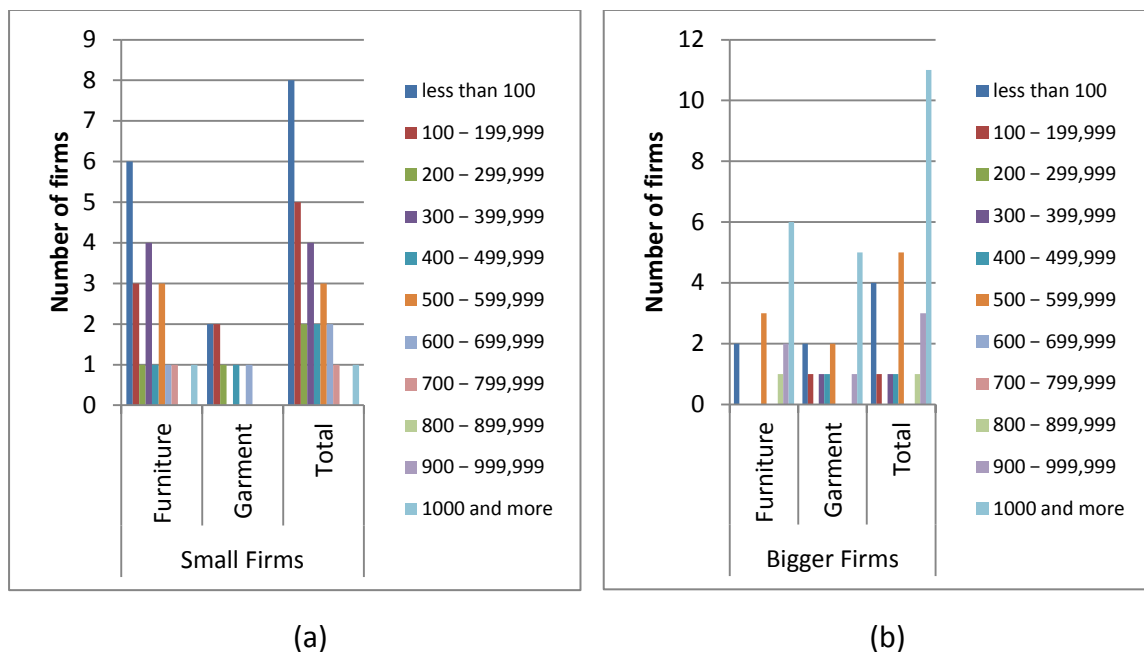 9
8
7
6
5
4
3
2
1
0
Number of firms
Furniture
Garment
Total
Small Firms
less than 100
100 – 199,999
200 – 299,999
300 – 399,999
400 – 499,999
500 – 599,999
600 – 699,999
700 – 799,999
800 – 899,999
900 – 999,999
1000 and more
(a)
12
10
8
6
4
2
0
Number of firms
Furniture
Garment
Total
Bigger Firms
less than 100
100 – 199,999
200 – 299,999
300 – 399,999
400 – 499,999
500 – 599,999
600 – 699,999
700 – 799,999
800 – 899,999
900 – 999,999
1000 and more
(b)